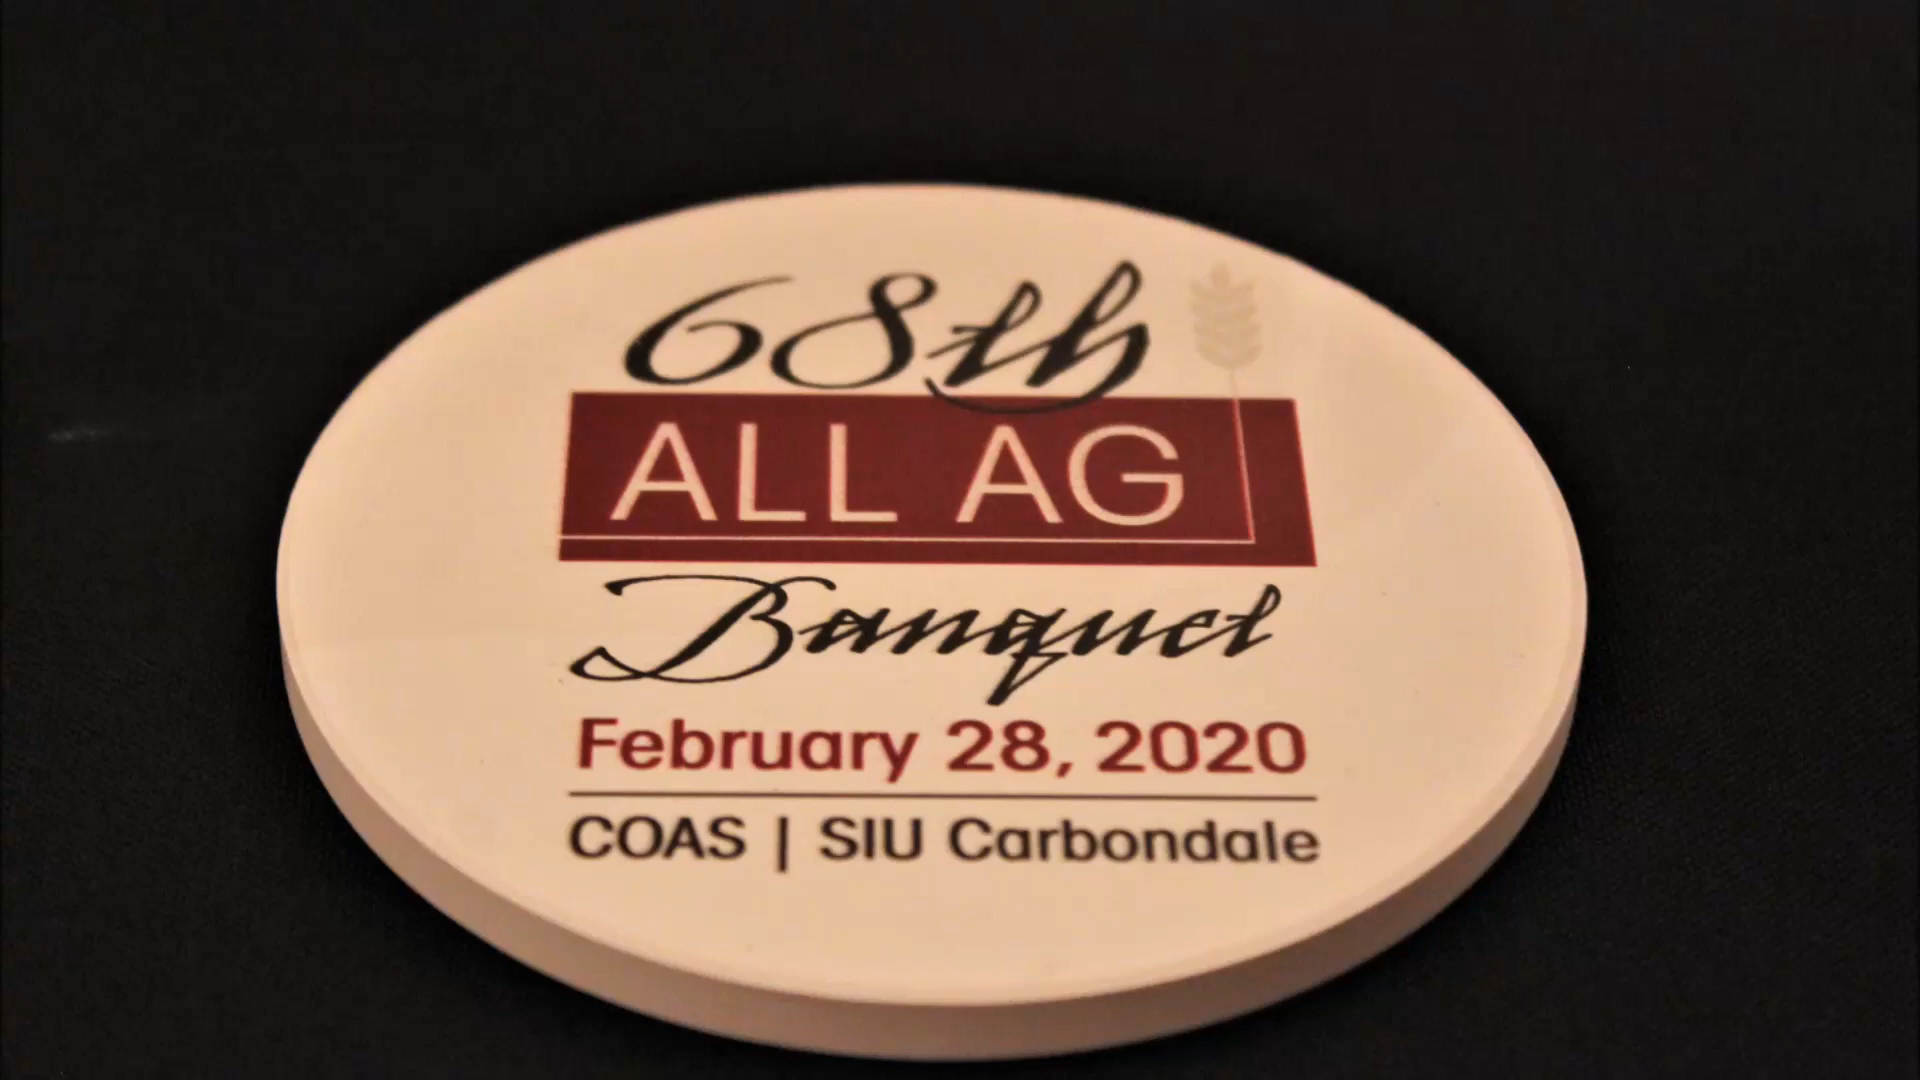 68th
ALL AG
Banquet
February 28, 2020
COAS | SIU Carbondale